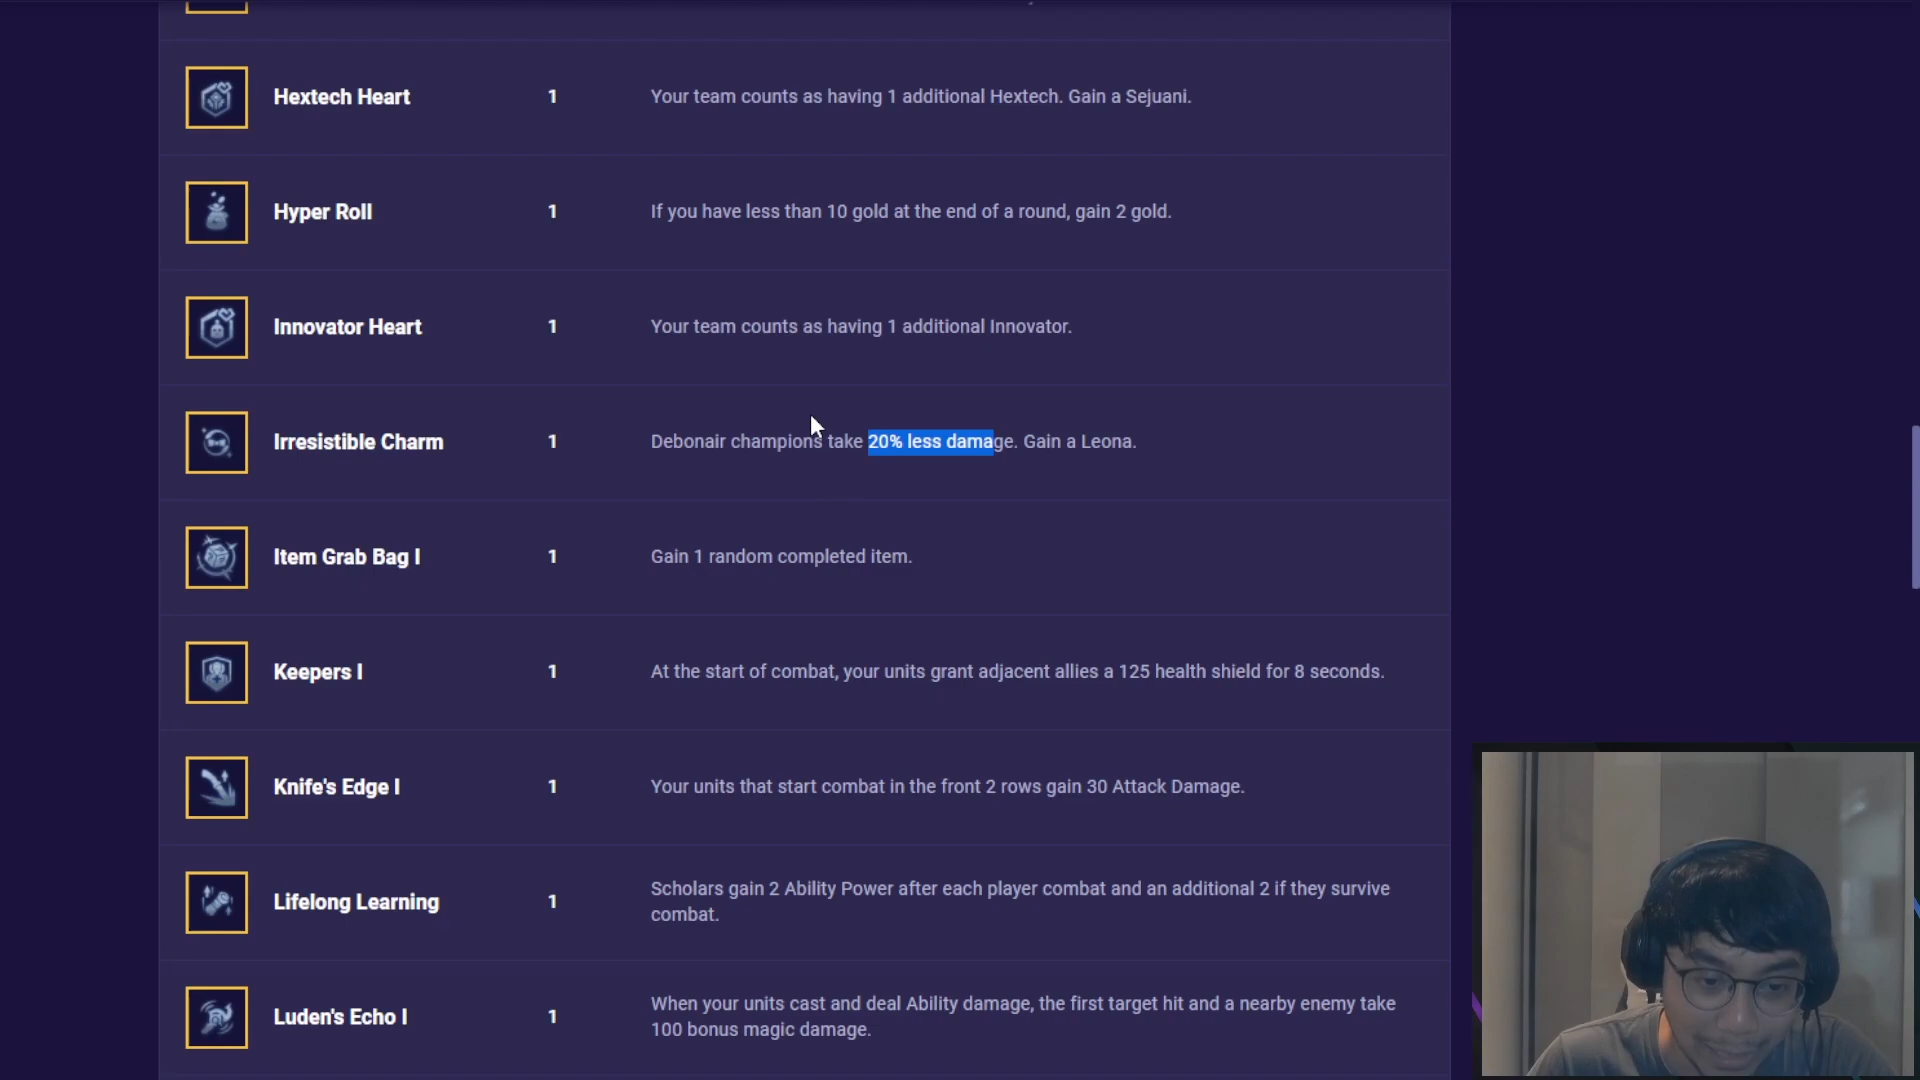 Hextech Heart 1 Your team counts as having 1 additional Hextech. Gain a Sejuani.
Hyper Roll 1 If you have less than 10 gold at the end of a round, gain 2 gold.
Innovator Heart 1 Your team counts as having 1 additional Innovator.
Irresistible Charm 1 Debonair champions take 20% less damage. Gain a Leona.
Item Grab Bag I 1 Gain 1 random completed item.
Keepers I 1 At the start of combat, your units grant adjacent allies a 125 health shield for 8 seconds.
Knife's Edge I 1 Your units that start combat in the front 2 rows gain 30 Attack Damage.
Lifelong Learning 1 Scholars gain 2 Ability Power after each player combat and an additional 2 if they survive
combat.
Luden's Echo I 1 When your units cast and deal Ability damage, the first target hit and a nearby enemy take
100 bonus magic damage.